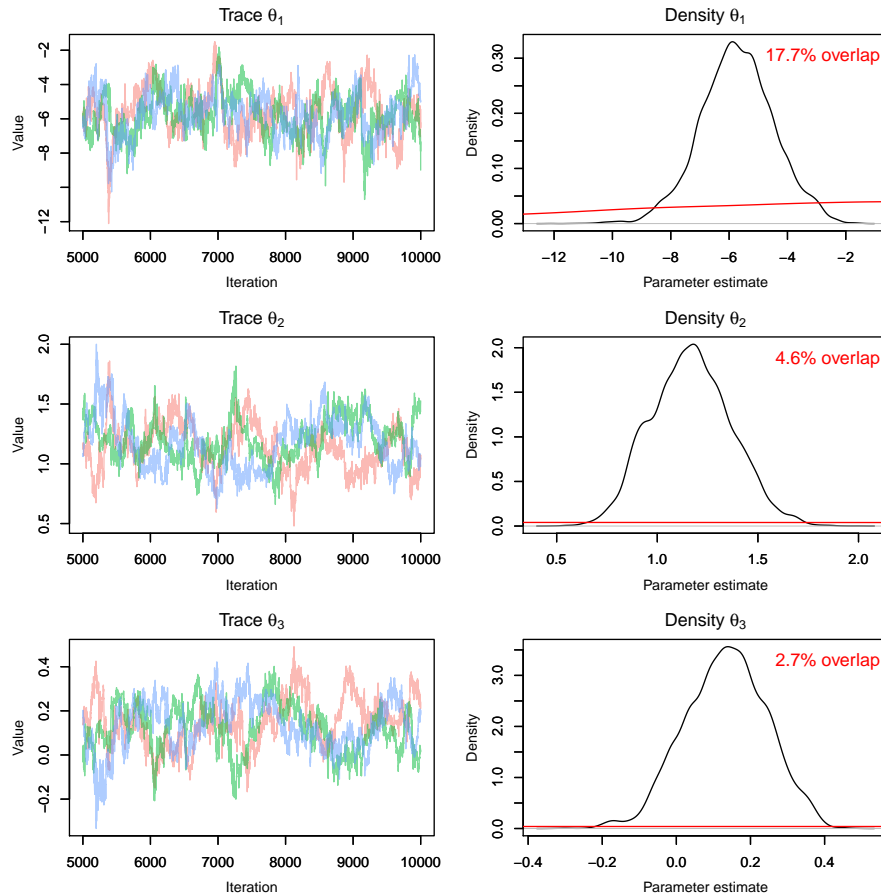 Trace θ1
−2
−4
−6
−8
−12
Value
5000 6000 7000 8000 9000 10000
Iteration
Density θ1
17.7% overlap
0.30
0.20
0.10
0.00
Density
−12 −10 −8 −6 −4 −2
Parameter estimate
Trace θ2
2.0
1.5
1.0
0.5
Value
5000 6000 7000 8000 9000 10000
Iteration
Density θ2
4.6% overlap
2.0
1.5
1.0
0.5
0.0
Density
0.5 1.0 1.5 2.0
Parameter estimate
Trace θ3
0.4
0.2
0.0
−0.2
Value
5000 6000 7000 8000 9000 10000
Iteration
Density θ3
2.7% overlap
3.0
2.0
1.0
0.0
Density
−0.4 −0.2 0.0 0.2 0.4
Parameter estimate